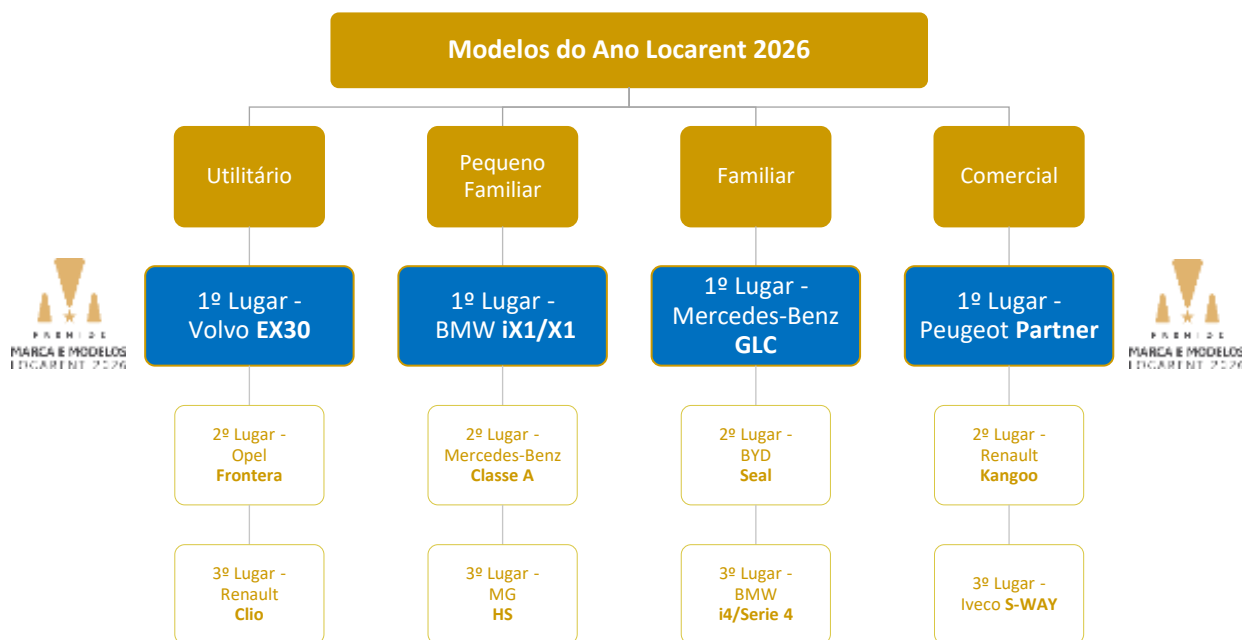 Modelos do Ano Locarent 2026
Utilitário
Pequeno
Familiar
Familiar
Comercial
PRÉMIOS
MARCA E MODELOS
LOCARENT 2026
1º Lugar -
Volvo EX30
1º Lugar -
BMW iX1/X1
1º Lugar -
Mercedes-Benz
GLC
1º Lugar -
Peugeot Partner
PRÉMIOS
MARCA E MODELOS
LOCARENT 2026
2º Lugar -
Opel
Frontera
2º Lugar -
Mercedes-Benz
Classe A
2º Lugar -
BYD
Seal
2º Lugar -
Renault
Kangoo
3º Lugar -
Renault
Clio
3º Lugar -
MG
HS
3º Lugar -
BMW
i4/Serie 4
3º Lugar -
Iveco S-WAY